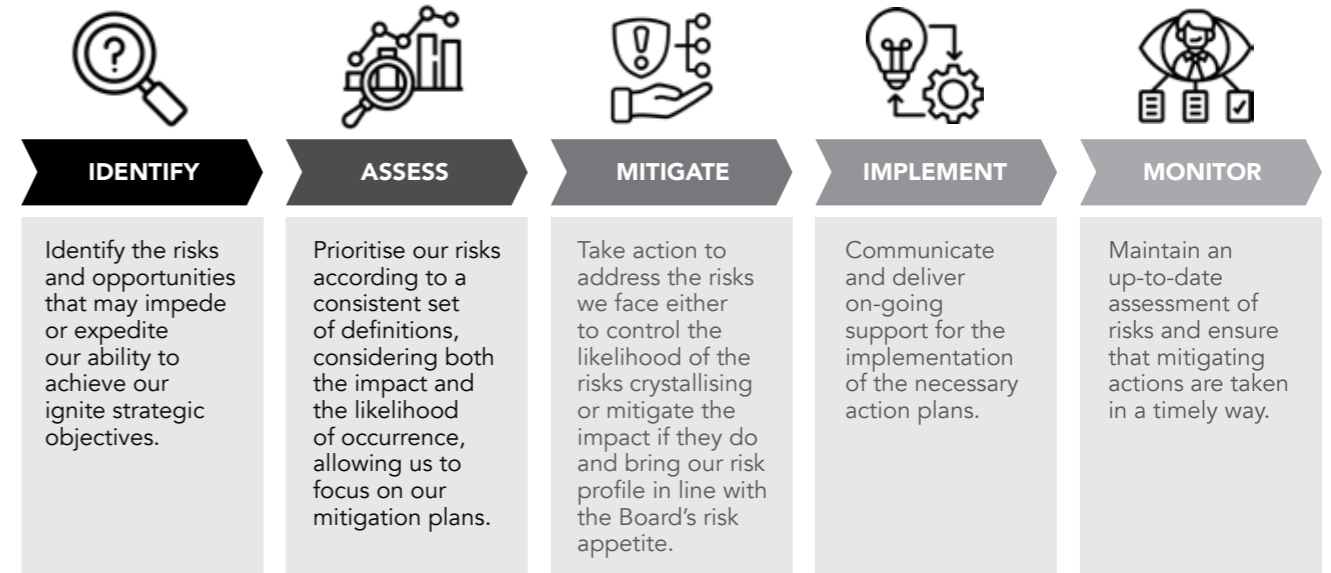 IDENTIFY
Identify the risks
and opportunities
that may impede
or expedite
our ability to
achieve our
ignite strategic
objectives.
ASSESS
Prioritise our risks
according to a
consistent set
of definitions,
considering both
the impact and
the likelihood
of occurrence,
allowing us to
focus on our
mitigation plans.
MITIGATE
Take action to
address the risks
we face either
to control the
likelihood of the
risks crystallising
or mitigate the
impact if they do
and bring our risk
profile in line with
the Board’s risk
appetite.
IMPLEMENT
Communicate
and deliver
on-going
support for the
implementation
of the necessary
action plans.
MONITOR
Maintain an
up-to-date
assessment of
risks and ensure
that mitigating
actions are taken
in a timely way.